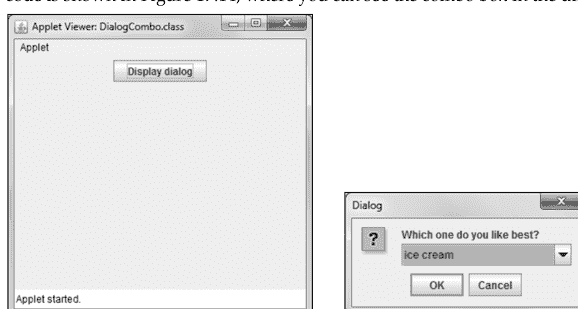 Applet Viewer: DialogCombo.class
Applet
Display dialog
Applet started.
Dialog
?
Which one do you like best?
ice cream
OK Cancel